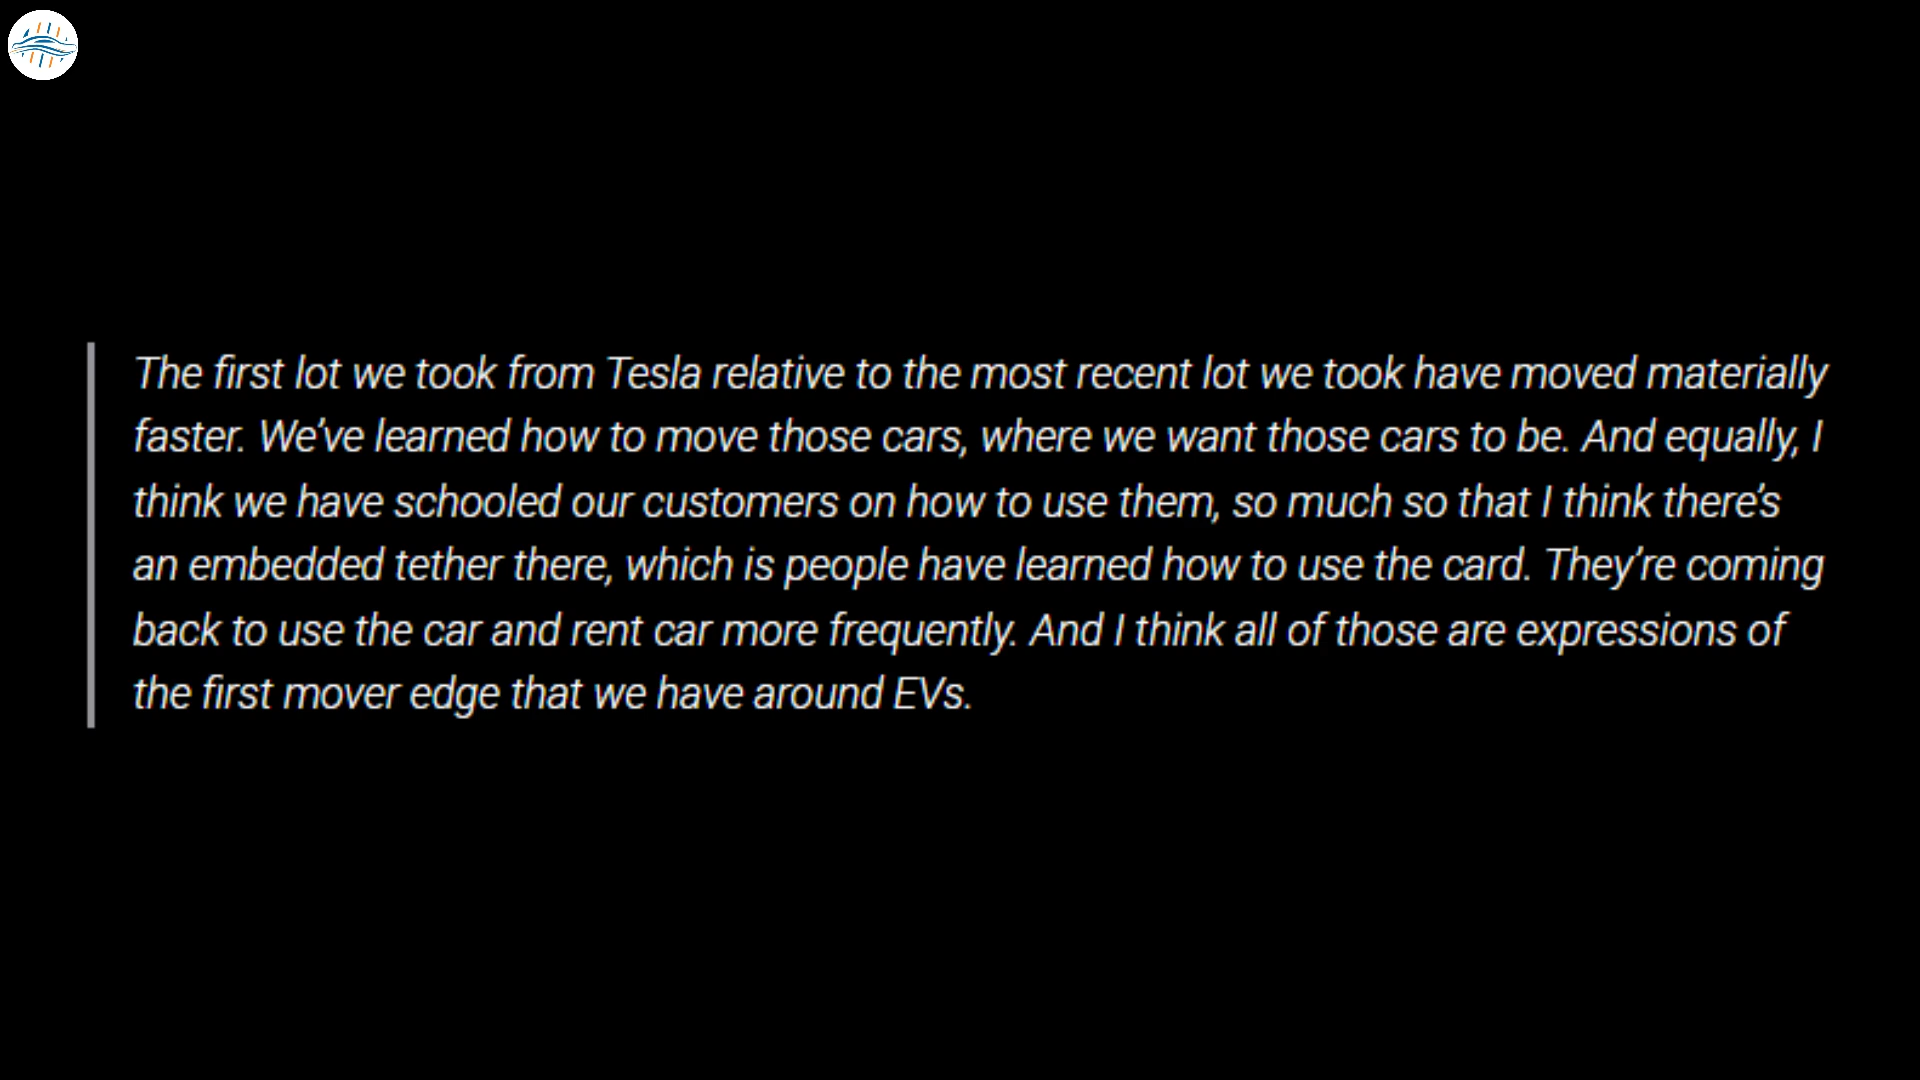 The first lot we took from Tesla relative to the most recent lot we took have moved materially
faster. We’ve learned how to move those cars, where we want those cars to be. And equally, I
think we have schooled our customers on how to use them, so much so that I think there’s
an embedded tether there, which is people have learned how to use the card. They’re coming
back to use the car and rent car more frequently. And I think all of those are expressions of
the first mover edge that we have around EVs.